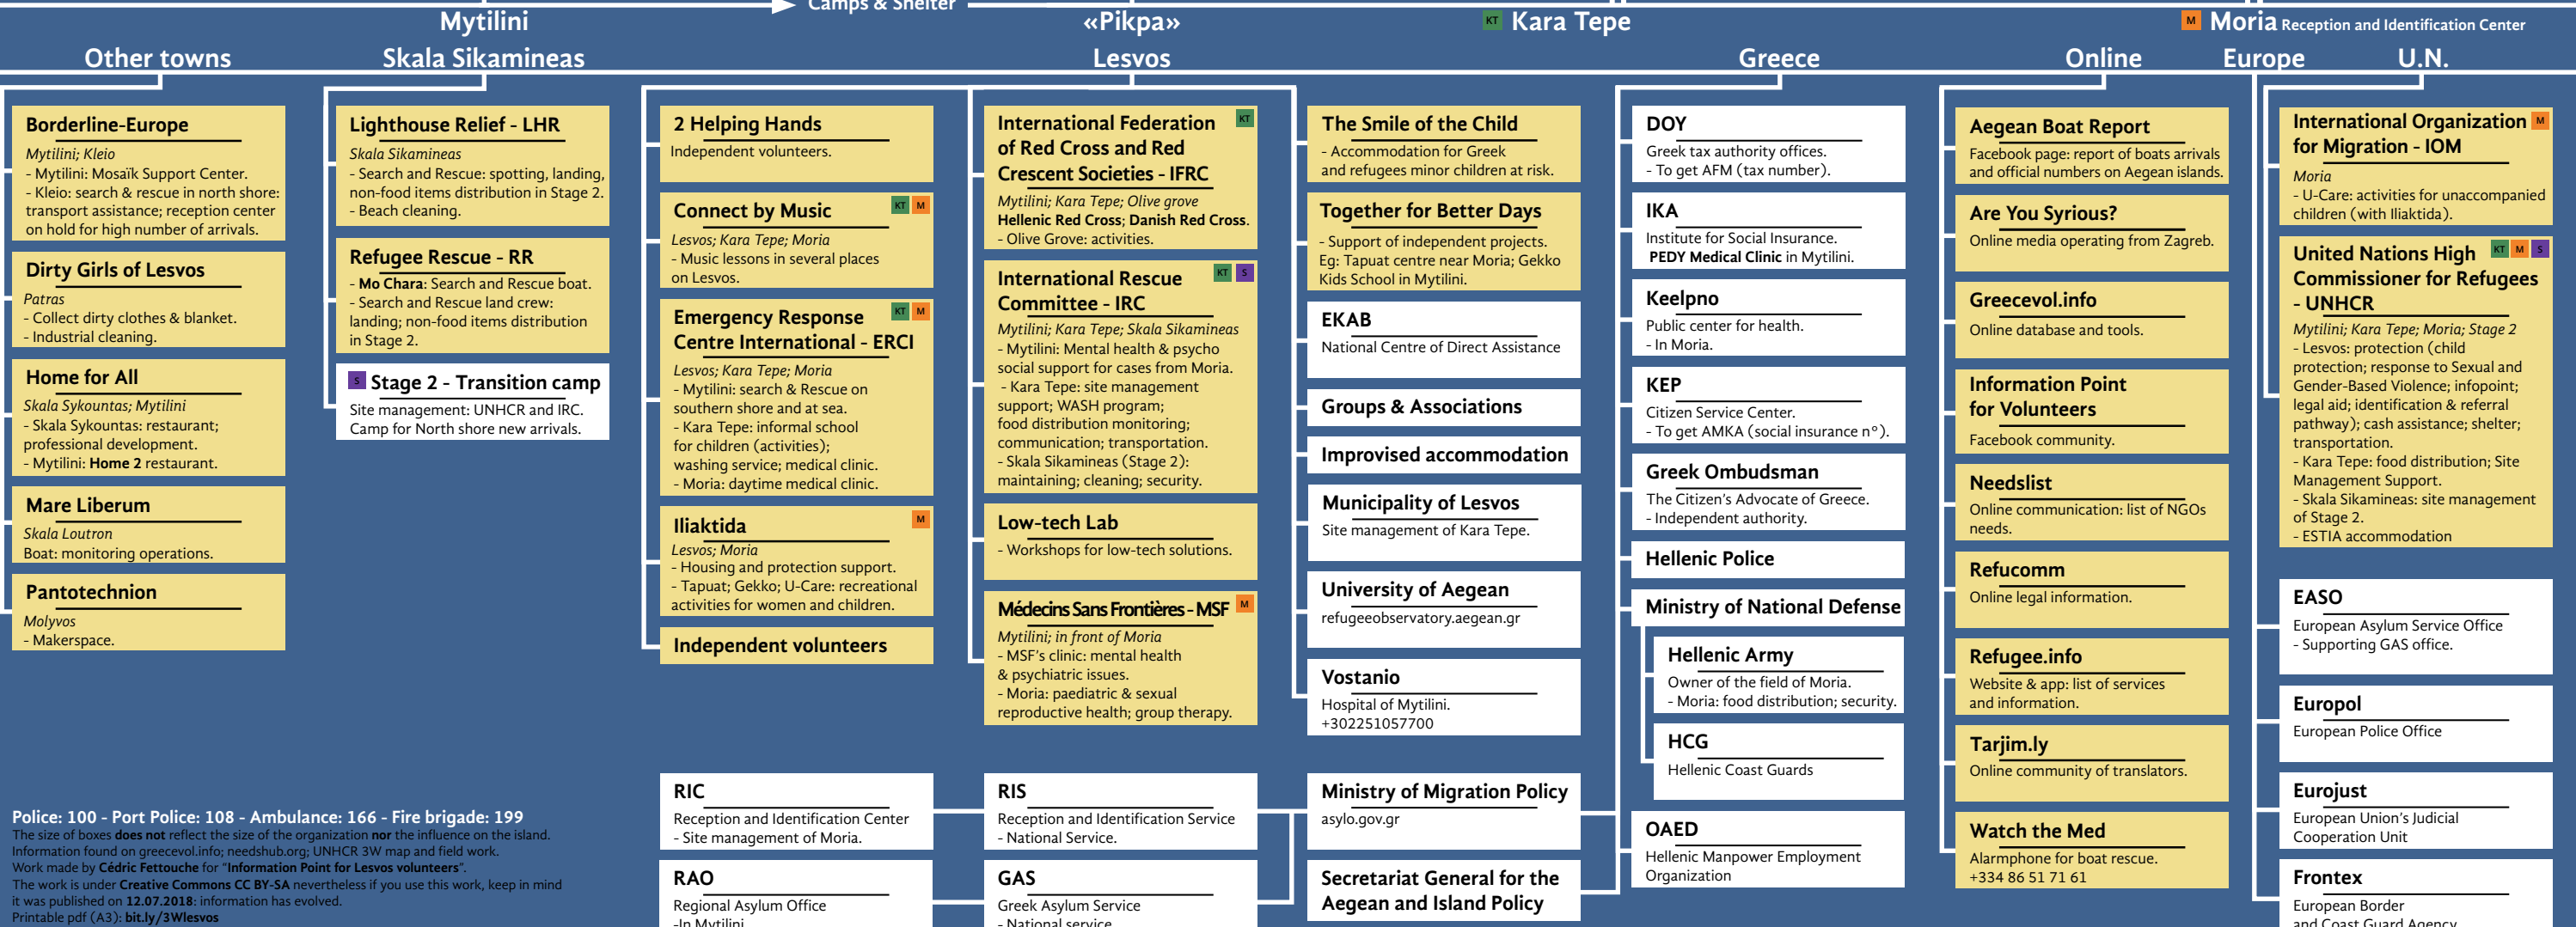 Camps & Shelter
Mytilini
«Pikpa»
KT Kara Tepe
M Moria Reception and Identification Center
Other towns
Skala Sikamineas
Lesvos
Greece
Online
Europe
U.N.
Borderline-Europe
Mytilini; Kleio
- Mytilini: Mosaïk Support Center.
- Kleio: search & rescue in north shore:
transport assistance; reception center
on hold for high number of arrivals.
Dirty Girls of Lesvos
Patras
- Collect dirty clothes & blanket.
- Industrial cleaning.
Home for All
Skala Sykountas; Mytilini
- Skala Sykountas: restaurant;
professional development.
- Mytilini: Home 2 restaurant.
Mare Liberum
Skala Loutron
Boat: monitoring operations.
Pantotechnion
Molyvos
- Makerspace.
Lighthouse Relief - LHR
Skala Sikamineas
- Search and Rescue: spotting, landing,
non-food items distribution in Stage 2.
- Beach cleaning.
Refugee Rescue - RR
- Mo Chara: Search and Rescue boat.
- Search and Rescue land crew:
landing; non-food items distribution
in Stage 2.
S Stage 2 - Transition camp
Site management: UNHCR and IRC.
Camp for North shore new arrivals.
2 Helping Hands
Independent volunteers.
Connect by Music KT M
Lesvos; Kara Tepe; Moria
- Music lessons in several places
on Lesvos.
Emergency Response KT M
Centre International - ERCI
Lesvos; Kara Tepe; Moria
- Mytilini: search & Rescue on
southern shore and at sea.
- Kara Tepe: informal school
for children (activities);
washing service; medical clinic.
- Moria: daytime medical clinic.
Iliaktida M
Lesvos; Moria
- Housing and protection support.
- Tapuat; Gekko; U-Care: recreational
activities for women and children.
Independent volunteers
International Federation KT
of Red Cross and Red
Crescent Societies - IFRC
Mytilini; Kara Tepe; Olive grove
Hellenic Red Cross; Danish Red Cross.
- Olive Grove: activities.
International Rescue KT S
Committee - IRC
Mytilini; Kara Tepe; Skala Sikamineas
- Mytilini: Mental health & psycho
social support for cases from Moria.
- Kara Tepe: site management
support; WASH program;
food distribution monitoring;
communication; transportation.
- Skala Sikamineas (Stage 2):
maintaining; cleaning; security.
Low-tech Lab
- Workshops for low-tech solutions.
Médecins Sans Frontières - MSF M
Mytilini; in front of Moria
- MSF's clinic: mental health
& psychiatric issues.
- Moria: paediatric & sexual
reproductive health; group therapy.
The Smile of the Child
- Accommodation for Greek
and refugees minor children at risk.
Together for Better Days
- Support of independent projects.
Eg: Tapuat centre near Moria; Gekko
Kids School in Mytilini.
EKAB
National Centre of Direct Assistance
Groups & Associations
Improvised accommodation
Municipality of Lesvos
Site management of Kara Tepe.
University of Aegean
refugeeobservatory.aegean.gr
Vostanio
Hospital of Mytilini.
+302251057700
DOY
Greek tax authority offices.
- To get AFM (tax number).
IKA
Institute for Social Insurance.
PEDY Medical Clinic in Mytilini.
Keelpno
Public center for health.
- In Moria.
KEP
Citizen Service Center.
- To get AMKA (social insurance n°).
Greek Ombudsman
The Citizen's Advocate of Greece.
- Independent authority.
Hellenic Police
Ministry of National Defense
Hellenic Army
Owner of the field of Moria.
- Moria: food distribution; security.
HCG
Hellenic Coast Guards
OAED
Hellenic Manpower Employment
Organization
Aegean Boat Report
Facebook page: report of boats arrivals
and official numbers on Aegean islands.
Are You Syrious?
Online media operating from Zagreb.
Greecevol.info
Online database and tools.
Information Point
for Volunteers
Facebook community.
Needslist
Online communication: list of NGOs
needs.
Refucomm
Online legal information.
Refugee.info
Website & app: list of services
and information.
Tarjim.ly
Online community of translators.
Watch the Med
Alarmphone for boat rescue.
+334 86 51 71 61
International Organization M
for Migration - IOM
Moria
- U-Care: activities for unaccompanied
children (with Iliaktida).
United Nations High KT M S
Commissioner for Refugees
- UNHCR
Mytilini; Kara Tepe; Moria; Stage 2
- Lesvos: protection (child
protection; response to Sexual and
Gender-Based Violence; infopoint;
legal aid; identification & referral
pathway); cash assistance; shelter;
transportation.
- Kara Tepe: food distribution; Site
Management Support.
- Skala Sikamineas: site management
of Stage 2.
- ESTIA accommodation
EASO
European Asylum Service Office
- Supporting GAS office.
Europol
European Police Office
Eurojust
European Union's Judicial
Cooperation Unit
Frontex
European Border
and Coast Guard Agency
RIC
Reception and Identification Center
- Site management of Moria.
RIS
Reception and Identification Service
- National Service.
Ministry of Migration Policy
asylo.gov.gr
RAO
Regional Asylum Office
-In Mytilini
GAS
Greek Asylum Service
- National service
Secretariat General for the
Aegean and Island Policy
Police: 100 - Port Police: 108 - Ambulance: 166 - Fire brigade: 199
The size of boxes does not reflect the size of the organization nor the influence on the island.
Information found on greecevol.info; needshub.org; UNHCR 3W map and field work.
Work made by Cédric Fettouche for "Information Point for Lesvos volunteers".
The work is under Creative Commons CC BY-SA nevertheless if you use this work, keep in mind
it was published on 12.07.2018: information has evolved.
Printable pdf (A3): bit.ly/3Wlesvos